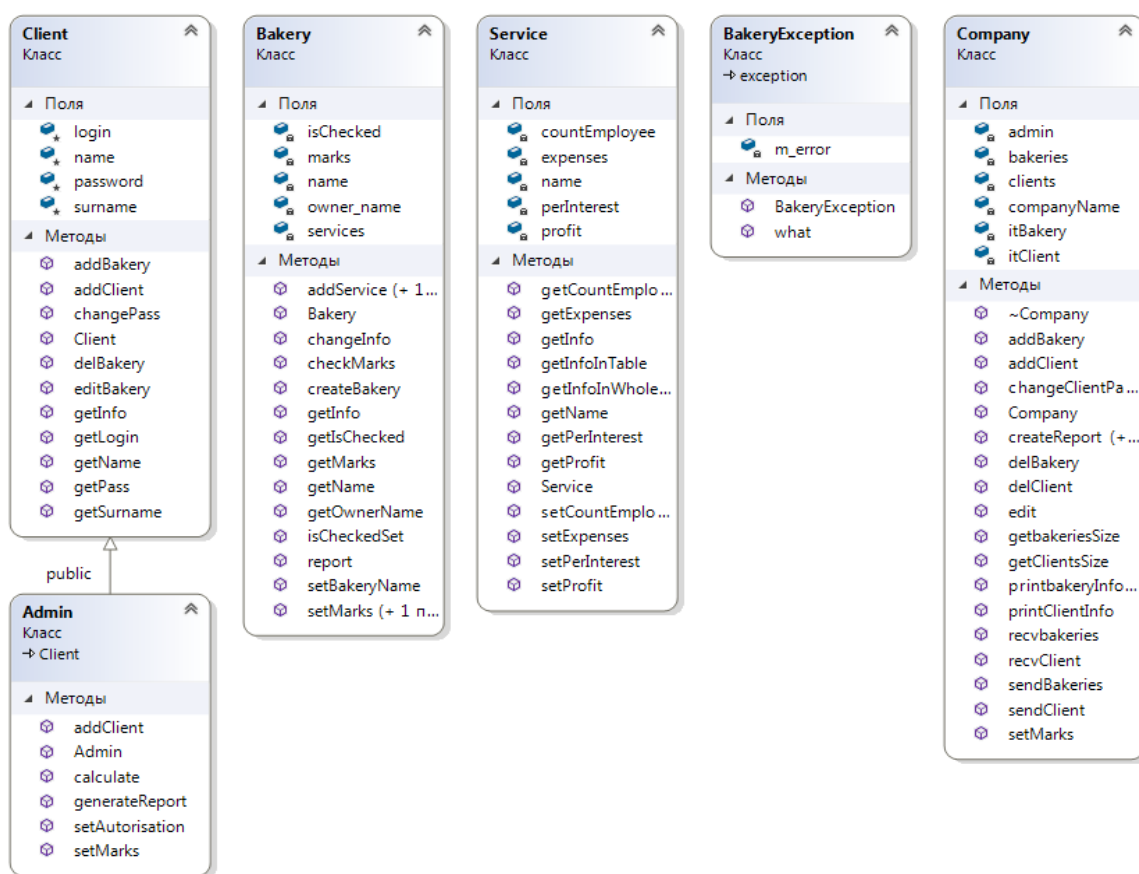 Client
Класс
Поля
login
name
password
surname
Методы
addBakery
addClient
changePass
Client
delBakery
editBakery
getInfo
getLogin
getName
getPass
getSurname
public
Admin
Класс
Client
Методы
addClient
Admin
calculate
generateReport
setAutorisation
setMarks
Bakery
Класс
Поля
isChecked
marks
name
owner_name
services
Методы
addService (+ 1...
Bakery
changeInfo
checkMarks
createBakery
getInfo
getIsChecked
getMarks
getName
getOwnerName
isCheckedSet
report
setBakeryName
setMarks (+ 1 п...
Service
Класс
Поля
countEmployee
expenses
name
perInterest
profit
Методы
getCountEmplo...
getExpenses
getInfo
getInfoInTable
getInfoInWhole...
getName
getPerInterest
getProfit
Service
setCountEmplo...
setExpenses
setPerInterest
setProfit
BakeryException
Класс
exception
Поля
m_error
Методы
BakeryException
what
Company
Класс
Поля
admin
bakeries
clients
companyName
itBakery
itClient
Методы
~Company
addBakery
addClient
changeClientPa...
Company
createReport (+...
delBakery
delClient
edit
getbakeriesSize
getClientsSize
printbakeryInfo...
printClientInfo
recvbakeries
recvClient
sendBakeries
sendClient
setMarks